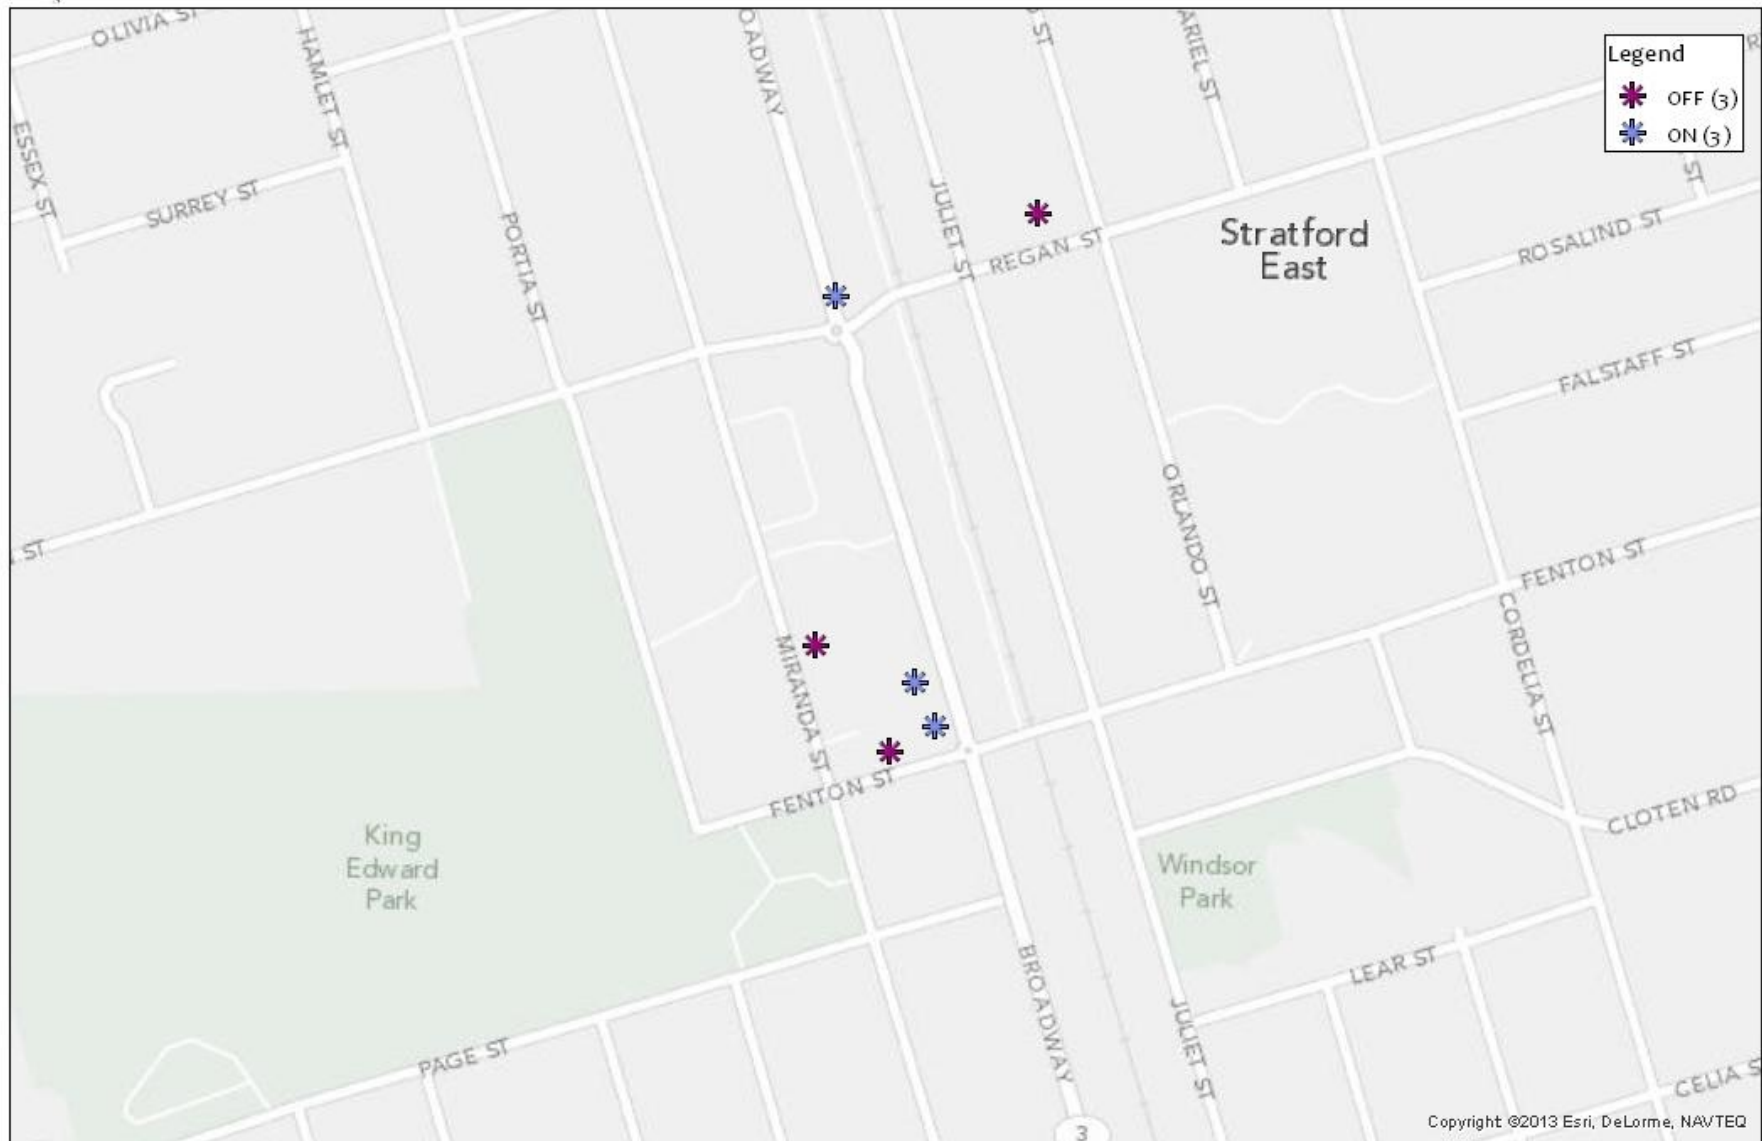 OLIVIA ST
HAMLET ST
OADWAY
ST
ARIEL ST
Legend
OFF (3)
ON (3)
ESSEX ST
SURREY ST
PORTIA ST
JULIET ST
REGAN ST
Stratford
East
ST
ROSALIND ST
FALSTAFF ST
ST
ORLANDO ST
FENTON ST
CORDELIA ST
MIRANDA ST
FENTON ST
King
Edward
Park
Windsor
Park
CLOTEN RD
LEAR ST
BROADWAY
JULIET ST
PAGE ST
CELIA S
3
Copyright ©2013 Esri, DeLorme, NAVTEQ